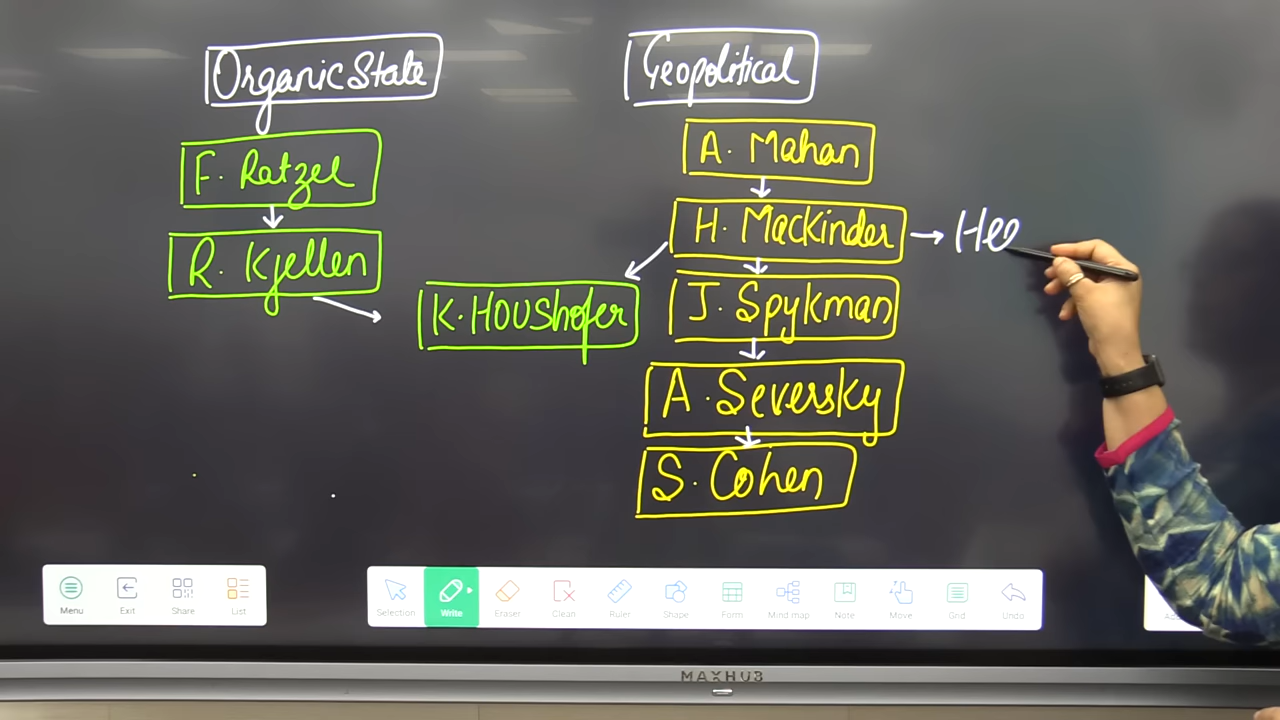 Organic State
Geopolitical
F. Ratzel
R. Kjellen
K. Houshofer
A. Mahan
H. Mackinder → He
J. Spykman
A. Seversky
S. Cohen
Menu
Exit
Share
List
Selection
Write
Eraser
Clean
Ruler
Shape
Form
Mind map
Note
Move
Grid
Undo
MAXHUB